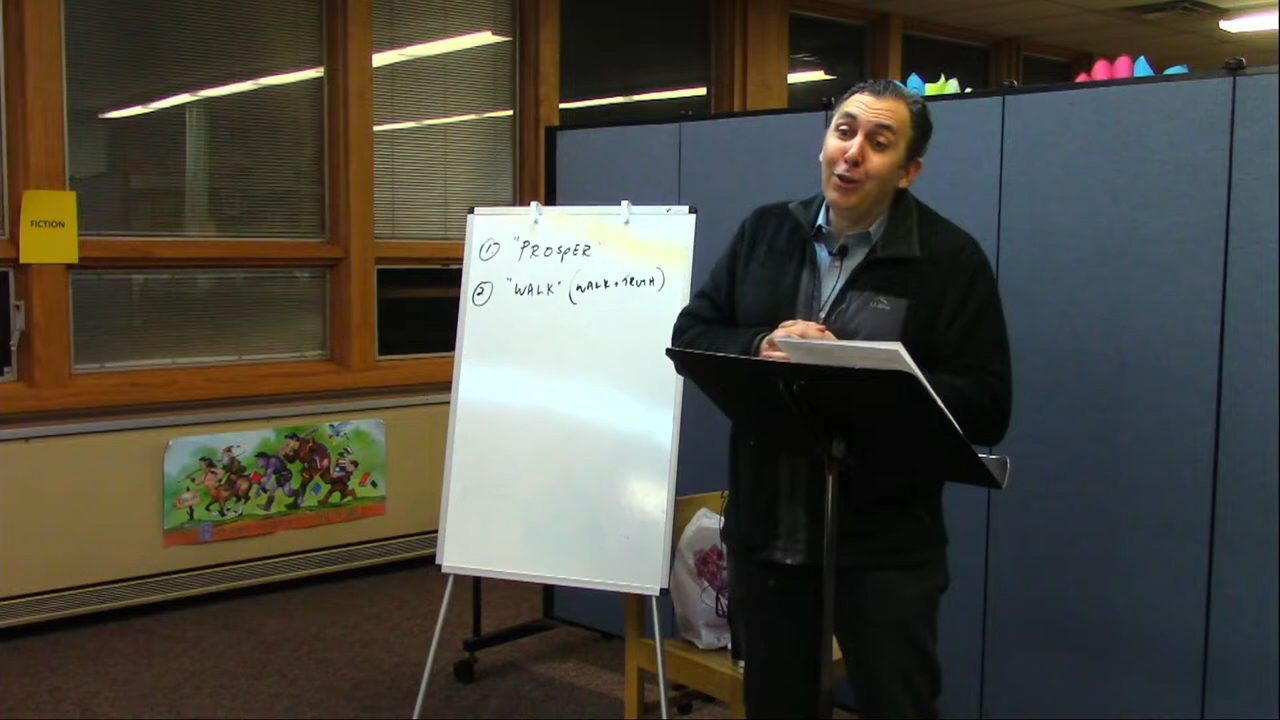 FICTION
① "PROSPER"
② "WALK" (WALK + TRUTH)